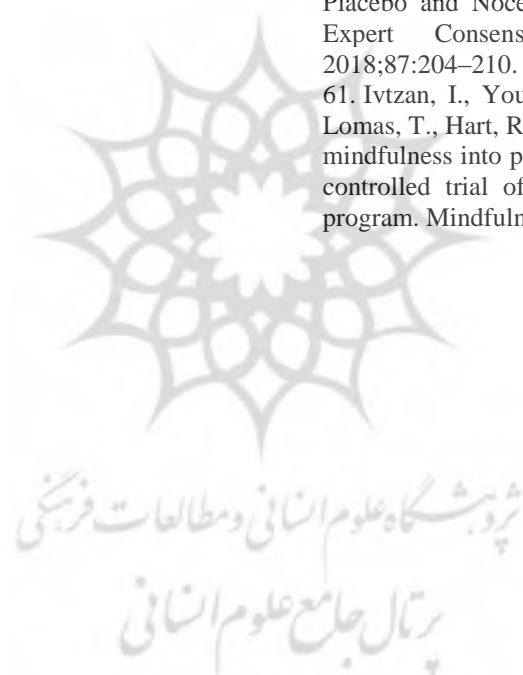 Placebo and Noce
Expert Consens
2018;87:204–210.
61. Ivtzan, I., You
Lomas, T., Hart, R
mindfulness into p
controlled trial of
program. Mindfuln
پژوهشگاه علوم انسانی و مطالعات فرهنگی
پرتال جامع علوم انسانی